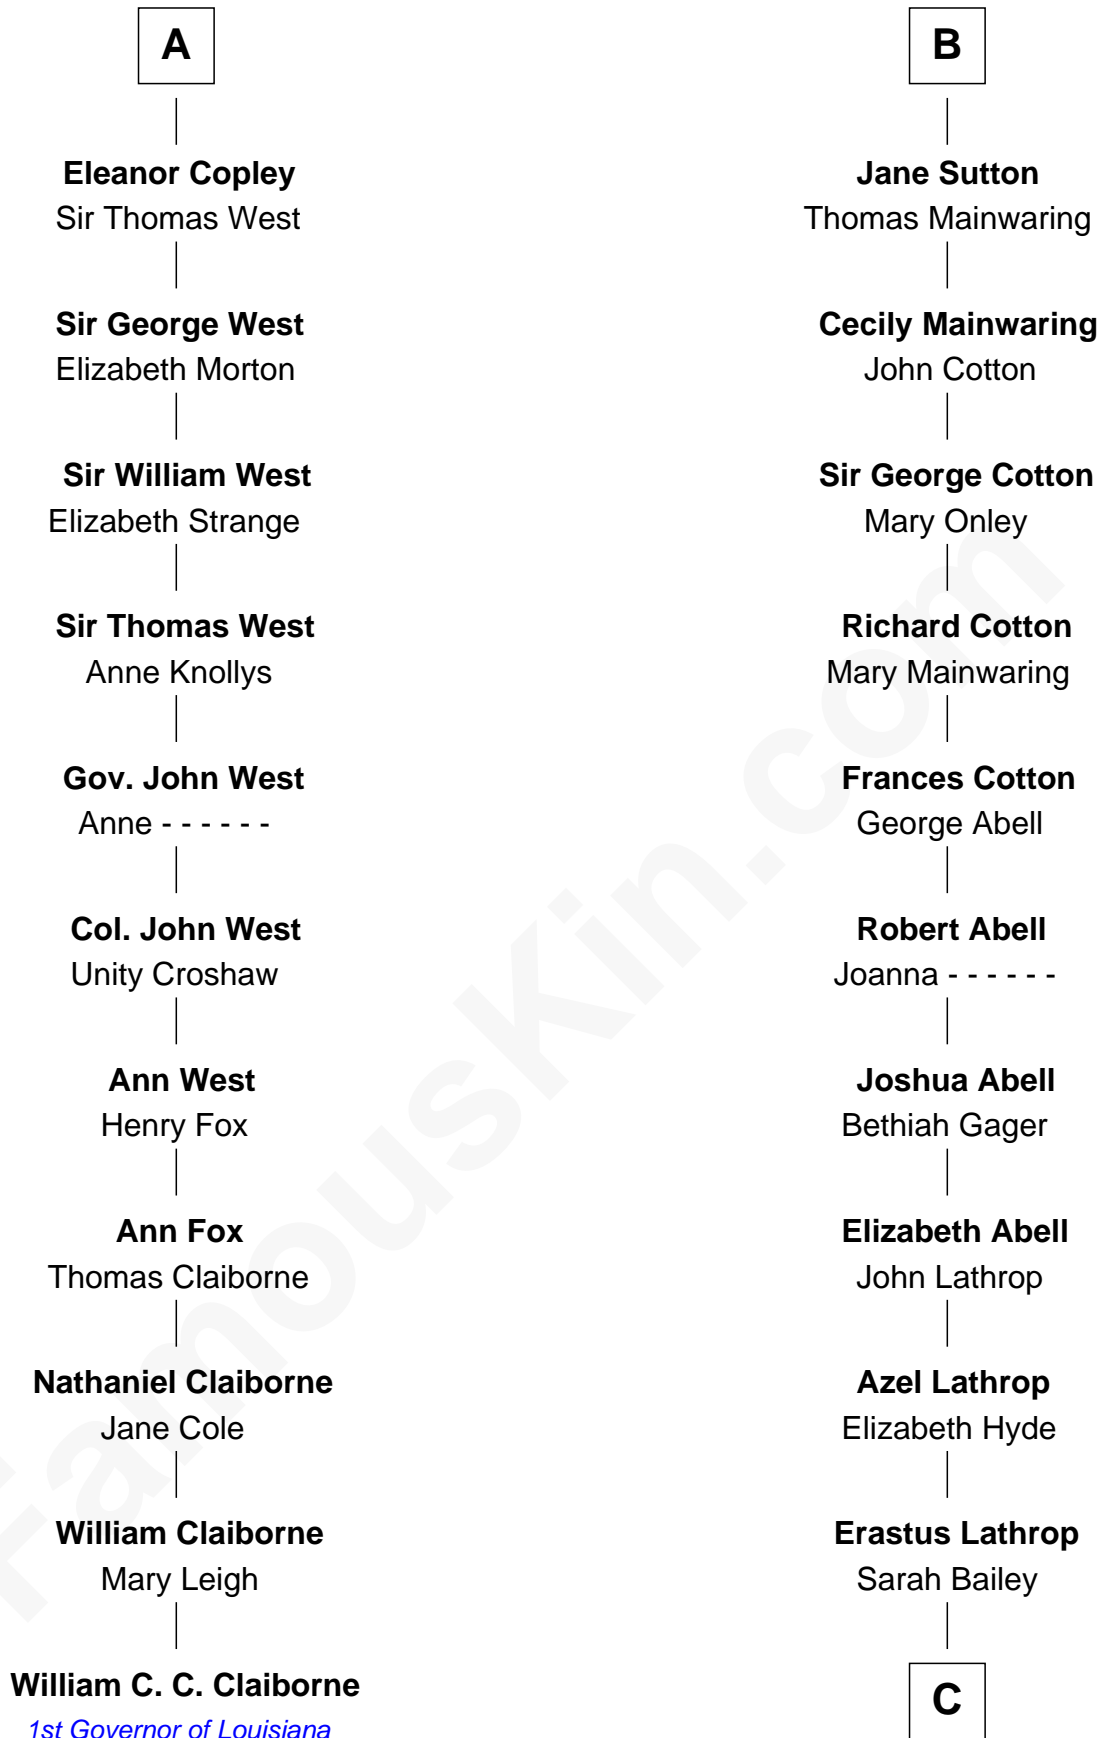 A
Eleanor Copley
Sir Thomas West
Sir George West
Elizabeth Morton
Sir William West
Elizabeth Strange
Sir Thomas West
Anne Knollys
Gov. John West
Anne - - - - - -
Col. John West
Unity Croshaw
Ann West
Henry Fox
Ann Fox
Thomas Claiborne
Nathaniel Claiborne
Jane Cole
William Claiborne
Mary Leigh
William C. C. Claiborne
1st Governor of Louisiana
B
Jane Sutton
Thomas Mainwaring
Cecily Mainwaring
John Cotton
Sir George Cotton
Mary Onley
Richard Cotton
Mary Mainwaring
Frances Cotton
George Abell
Robert Abell
Joanna - - - - - -
Joshua Abell
Bethiah Gager
Elizabeth Abell
John Lathrop
Azel Lathrop
Elizabeth Hyde
Erastus Lathrop
Sarah Bailey
C
FamousKin.com